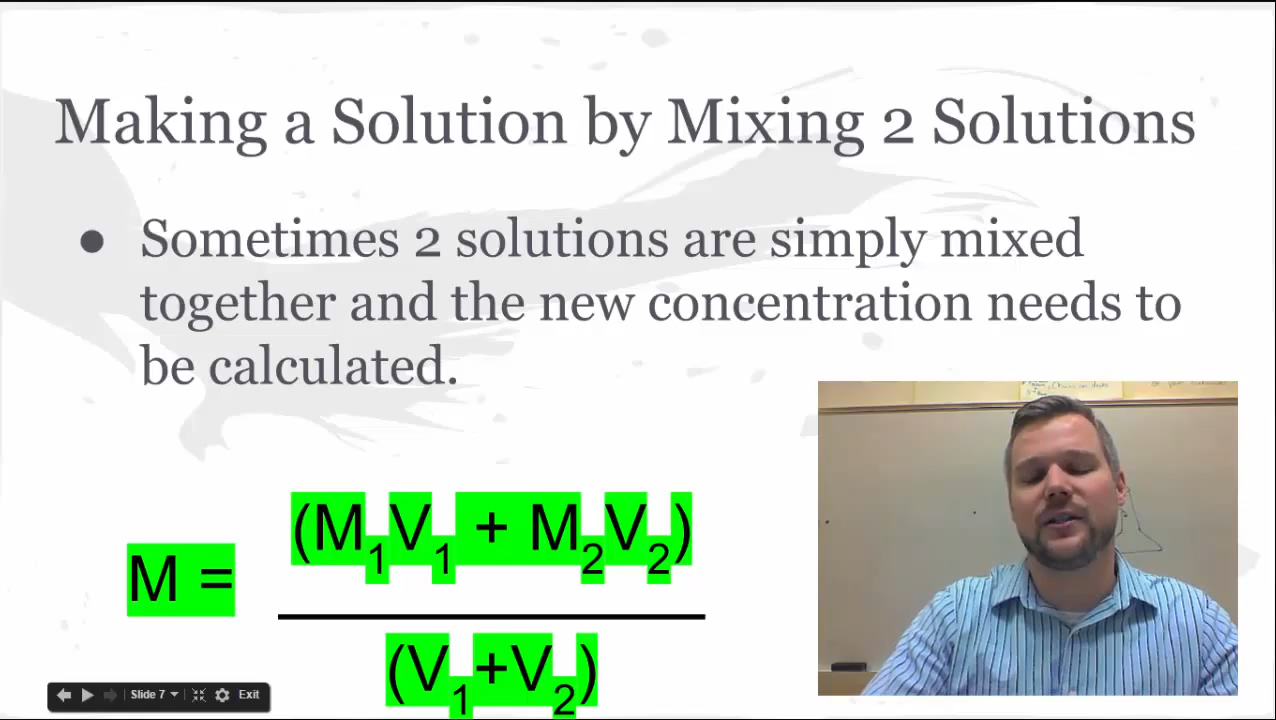 Making a Solution by Mixing 2 Solutions
● Sometimes 2 solutions are simply mixed
together and the new concentration needs to
be calculated.
(M₁V₁ + M₂V₂)
M =
(V₁+V₂)
Slide 7
Exit